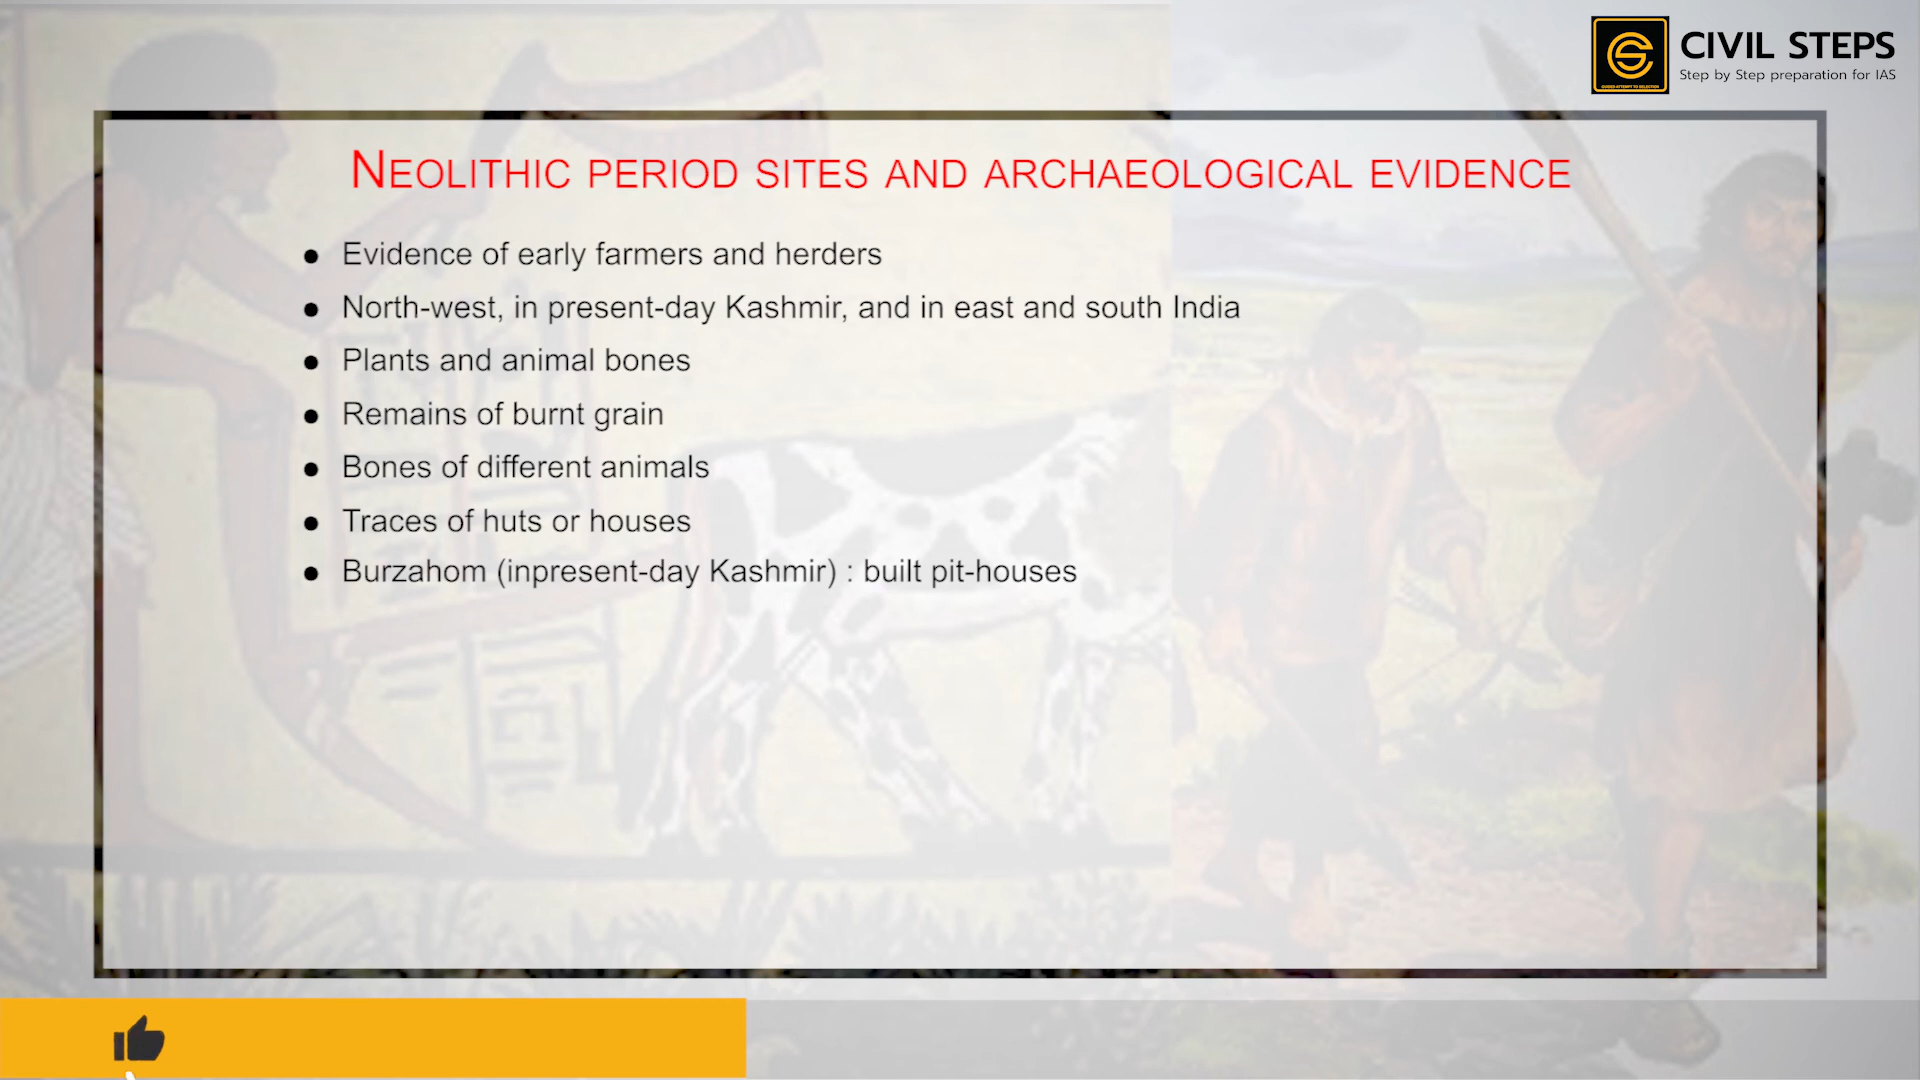 CIVIL STEPS
Step by Step preparation for IAS
NEOLITHIC PERIOD SITES AND ARCHAEOLOGICAL EVIDENCE
● Evidence of early farmers and herders
● North-west, in present-day Kashmir, and in east and south India
● Plants and animal bones
● Remains of burnt grain
● Bones of different animals
● Traces of huts or houses
● Burzahom (inpresent-day Kashmir) : built pit-houses